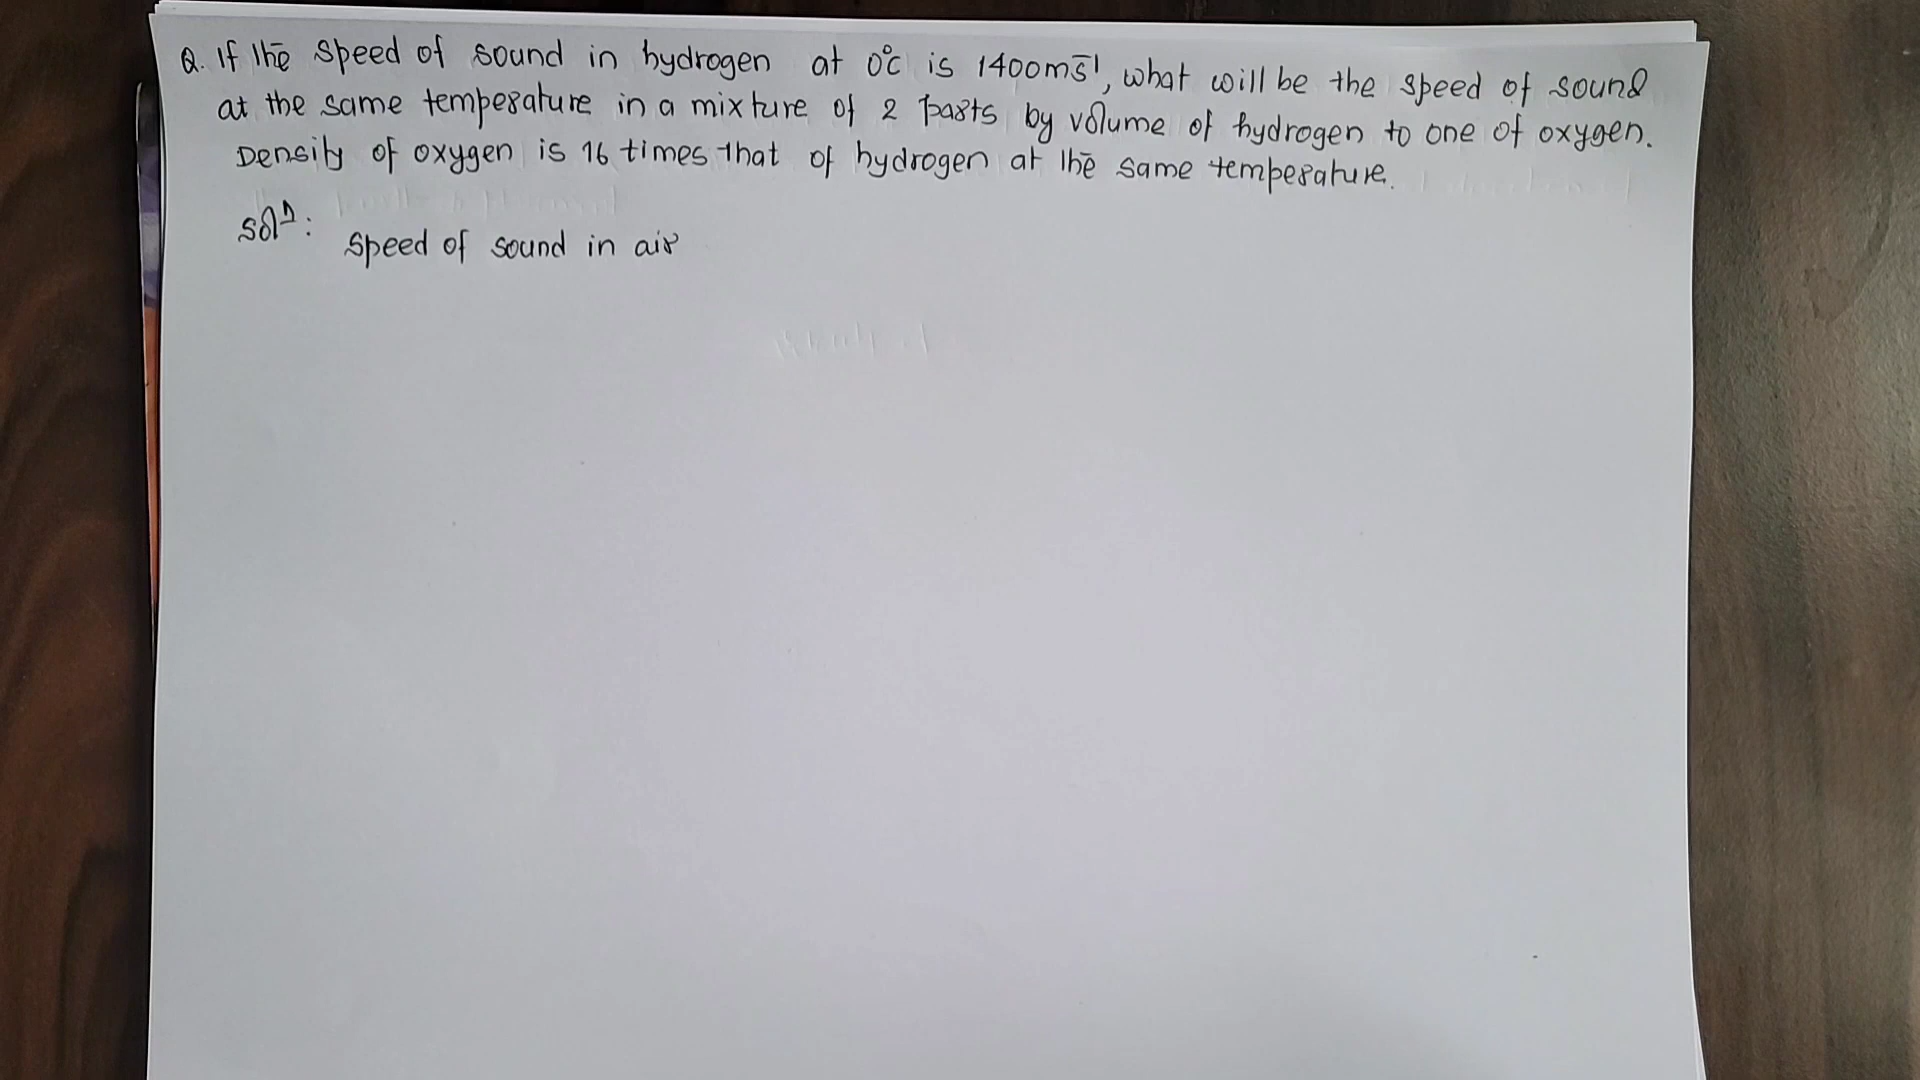 Q. If the speed of sound in hydrogen at 0°C is 1400ms⁻¹, what will be the speed of sound
at the same temperature in a mixture of 2 parts by volume of hydrogen to one of oxygen.
Density of oxygen is 16 times that of hydrogen at the same temperature.
Solⁿ: Speed of sound in air